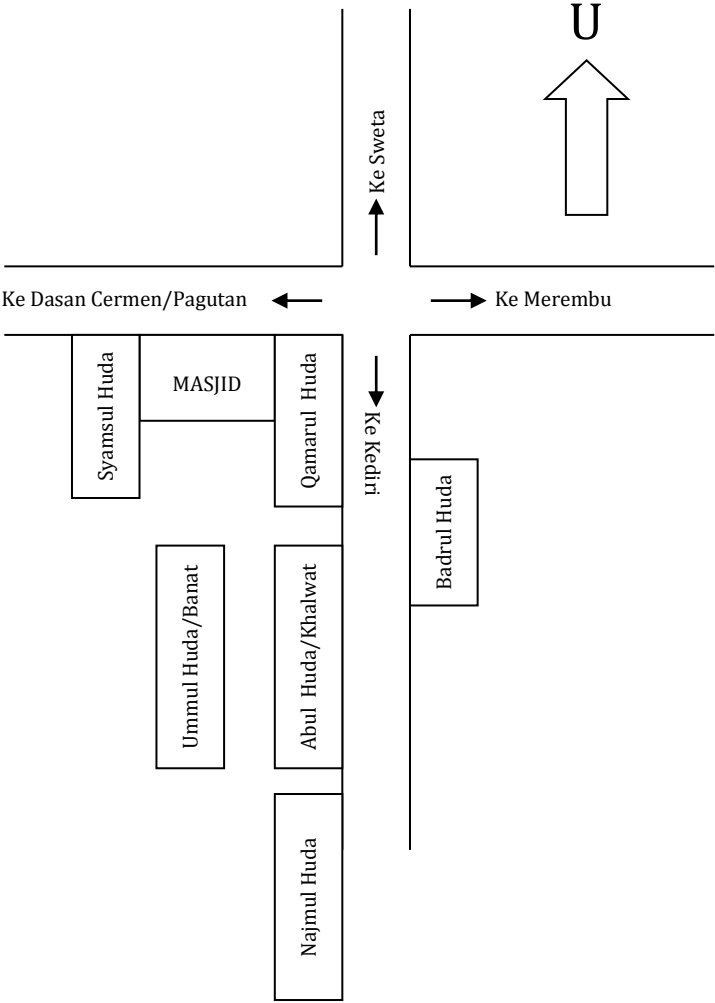 U
Ke Sweta
Ke Dasan Cermen/Pagutan
Ke Merembu
Syamsul Huda
MASJID
Qamarul Huda
Ke Kediri
Badrul Huda
Ummul Huda/Banat
Abul Huda/Khalwat
Najmul Huda